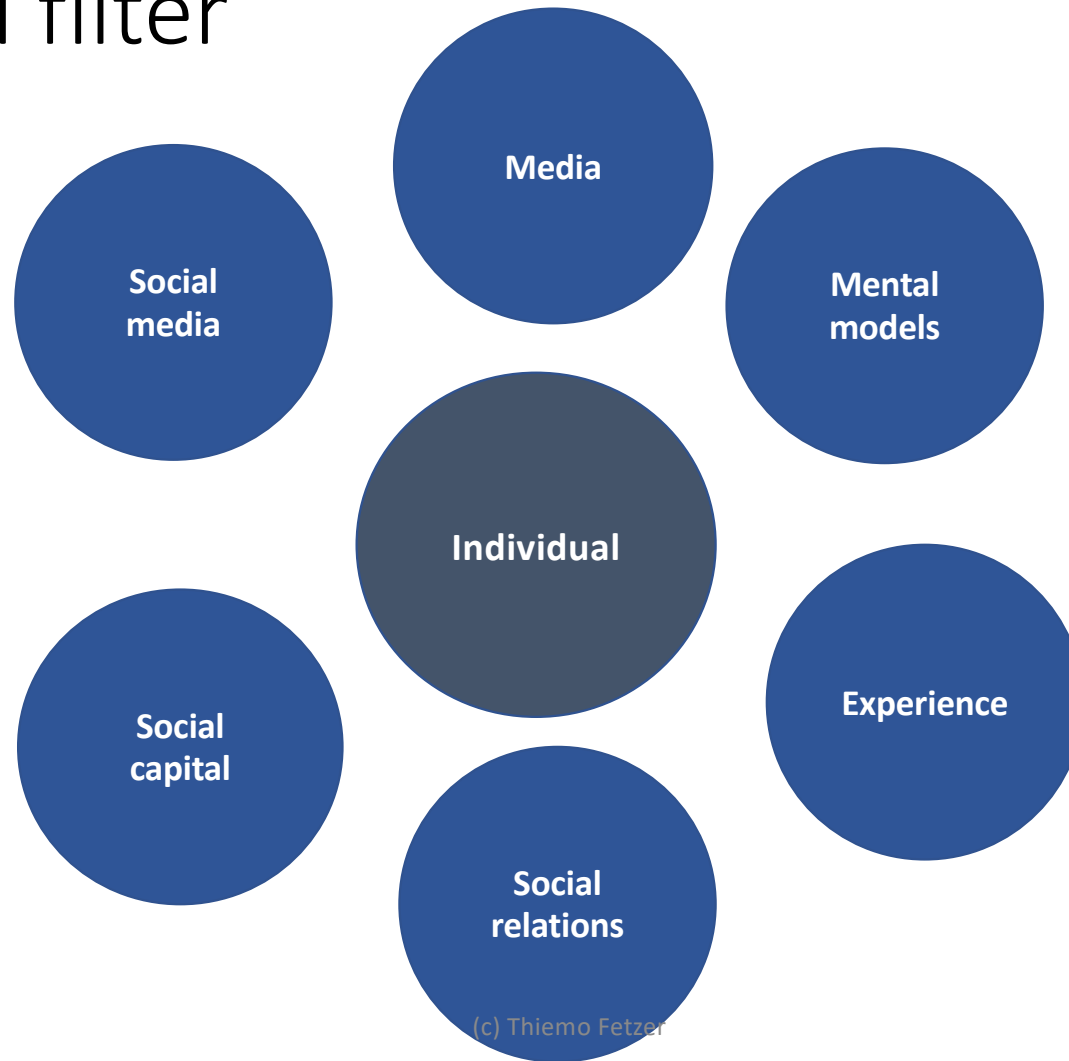 filter
Media
Social
media
Mental
models
Individual
Experience
Social
capital
Social
relations
(c) Thiemo Fetzer